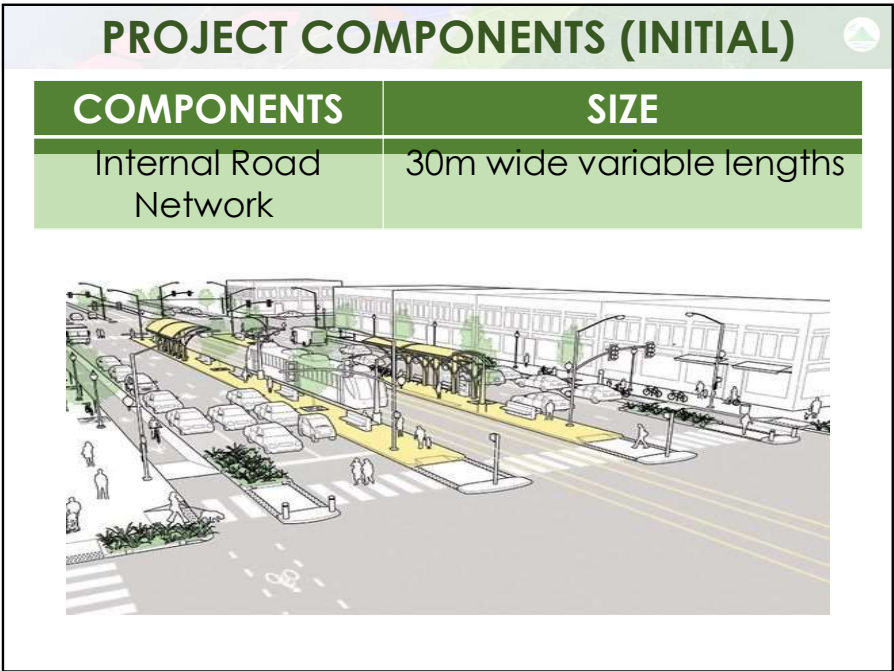 PROJECT COMPONENTS (INITIAL)
COMPONENTS SIZE
Internal Road 30m wide variable lengths
Network